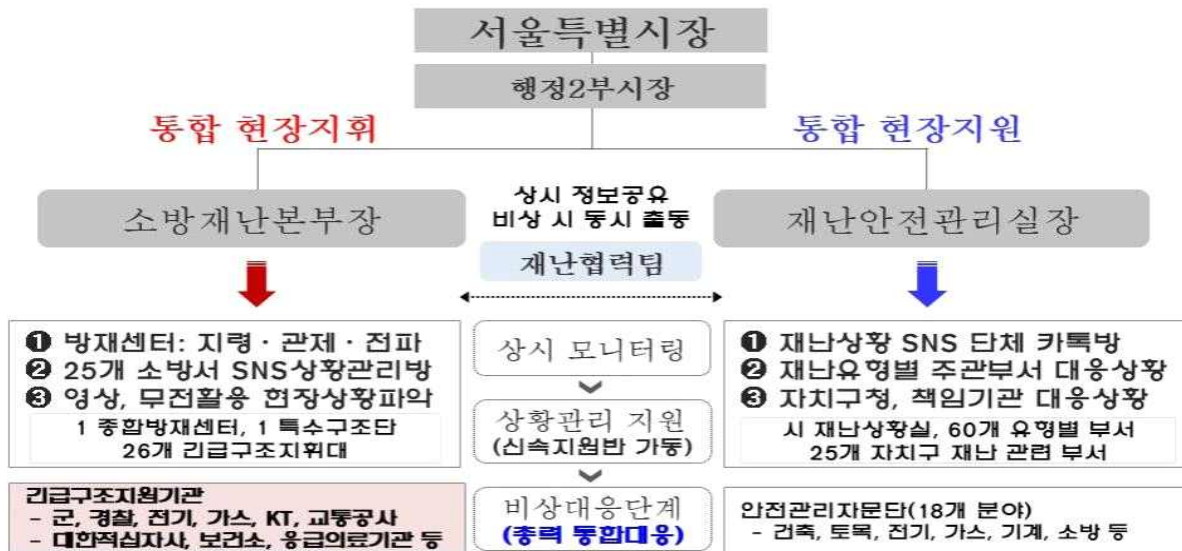 서울특별시장
행정2부시장
통합 현장지휘
통합 현장지원
소방재난본부장
상시 정보공유
비상 시 동시 출동
재난협력팀
재난안전관리실장
❶ 방재센터: 지령·관제·전파
❷ 25개 소방서 SNS상황관리방
❸ 영상, 무전활용 현장상황파악
1 종합방재센터, 1 특수구조단
26개 긴급구조지휘대
긴급구조지원기관
- 군, 경찰, 전기, 가스, KT, 교통공사
- 대한적십자사, 보건소, 응급의료기관 등
상시 모니터링
상황관리 지원
(신속지원반 가동)
비상대응단계
(총력 통합대응)
❶ 재난상황 SNS 단체 카톡방
❷ 재난유형별 주관부서 대응상황
❸ 자치구청, 책임기관 대응상황
시 재난상황실, 60개 유형별 부서
25개 자치구 재난 관련 부서
안전관리자문단(18개 분야)
- 건축, 토목, 전기, 가스, 기계, 소방 등